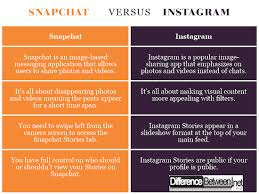 SNAPCHAT VERSUS INSTAGRAM
Snapchat
Instagram
Snapchat is an image-based
messaging application that allows
users to share photos and videos.
Instagram is a popular image-
sharing app that emphasizes on
photos and videos instead of chats.
It's all about disappearing photos
and videos meaning the posts appear
for a short time span
It's all about making visual content
more appealing with filters.
You need to swipe left from the
camera screen to access the
Snapchat Stories tab.
Instagram Stories appear in a
slideshow format at the top of
your main feed.
You have full control on who should
or shouldn't view your Stories on
Snapchat.
Instagram Stories are public if your
profile is public.
Difference
Between.net